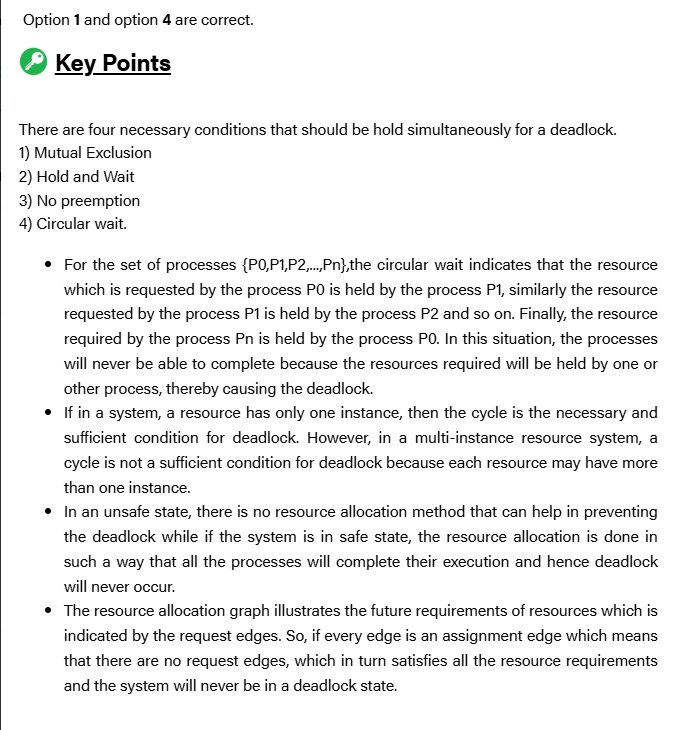 Option 1 and option 4 are correct.
Key Points
There are four necessary conditions that should be hold simultaneously for a deadlock.
1) Mutual Exclusion
2) Hold and Wait
3) No preemption
4) Circular wait.
• For the set of processes {P0,P1,P2,...,Pn},the circular wait indicates that the resource
which is requested by the process P0 is held by the process P1, similarly the resource
requested by the process P1 is held by the process P2 and so on. Finally, the resource
required by the process Pn is held by the process P0. In this situation, the processes
will never be able to complete because the resources required will be held by one or
other process, thereby causing the deadlock.
• If in a system, a resource has only one instance, then the cycle is the necessary and
sufficient condition for deadlock. However, in a multi-instance resource system, a
cycle is not a sufficient condition for deadlock because each resource may have more
than one instance.
• In an unsafe state, there is no resource allocation method that can help in preventing
the deadlock while if the system is in safe state, the resource allocation is done in
such a way that all the processes will complete their execution and hence deadlock
will never occur.
• The resource allocation graph illustrates the future requirements of resources which is
indicated by the request edges. So, if every edge is an assignment edge which means
that there are no request edges, which in turn satisfies all the resource requirements
and the system will never be in a deadlock state.